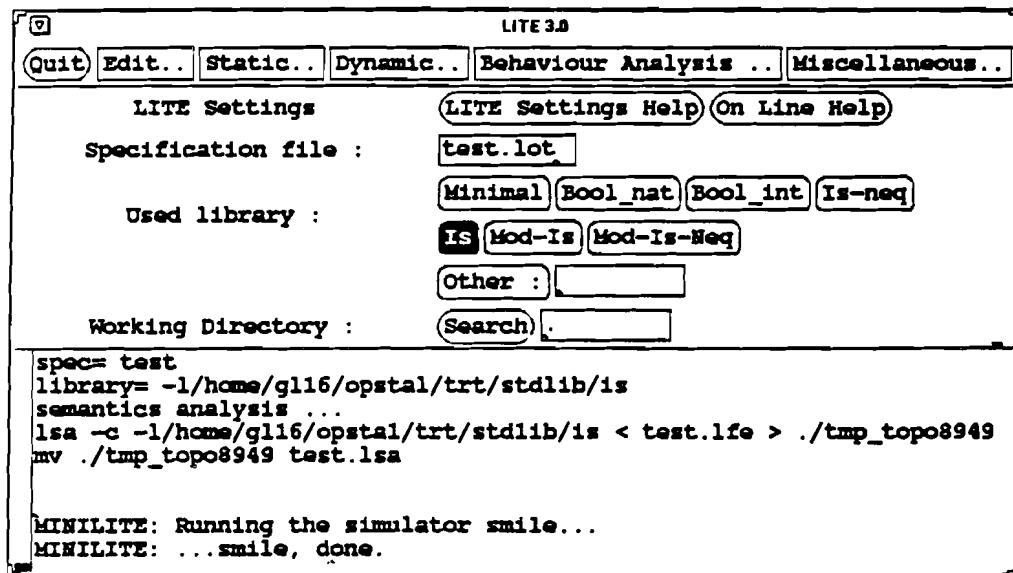 LITE 3.0
Quit Edit.. Static.. Dynamic.. Behaviour Analysis .. Miscellaneous..
LITE Settings LITE Settings Help On Line Help
Specification file : test.lot
Minimal Bool_nat Bool_int Is-neq
Used library :
Is Mod-Is Mod-Is-Neq
Other :
Working Directory : Search .
spec= test
library= -l/home/gl16/opstal/trt/stdlib/is
semantics analysis ...
lsa -c -l/home/gl16/opstal/trt/stdlib/is < test.lfe > ./tmp_topo8949
mv ./tmp_topo8949 test.lsa
MINILITE: Running the simulator smile...
MINILITE: ...smile, done.